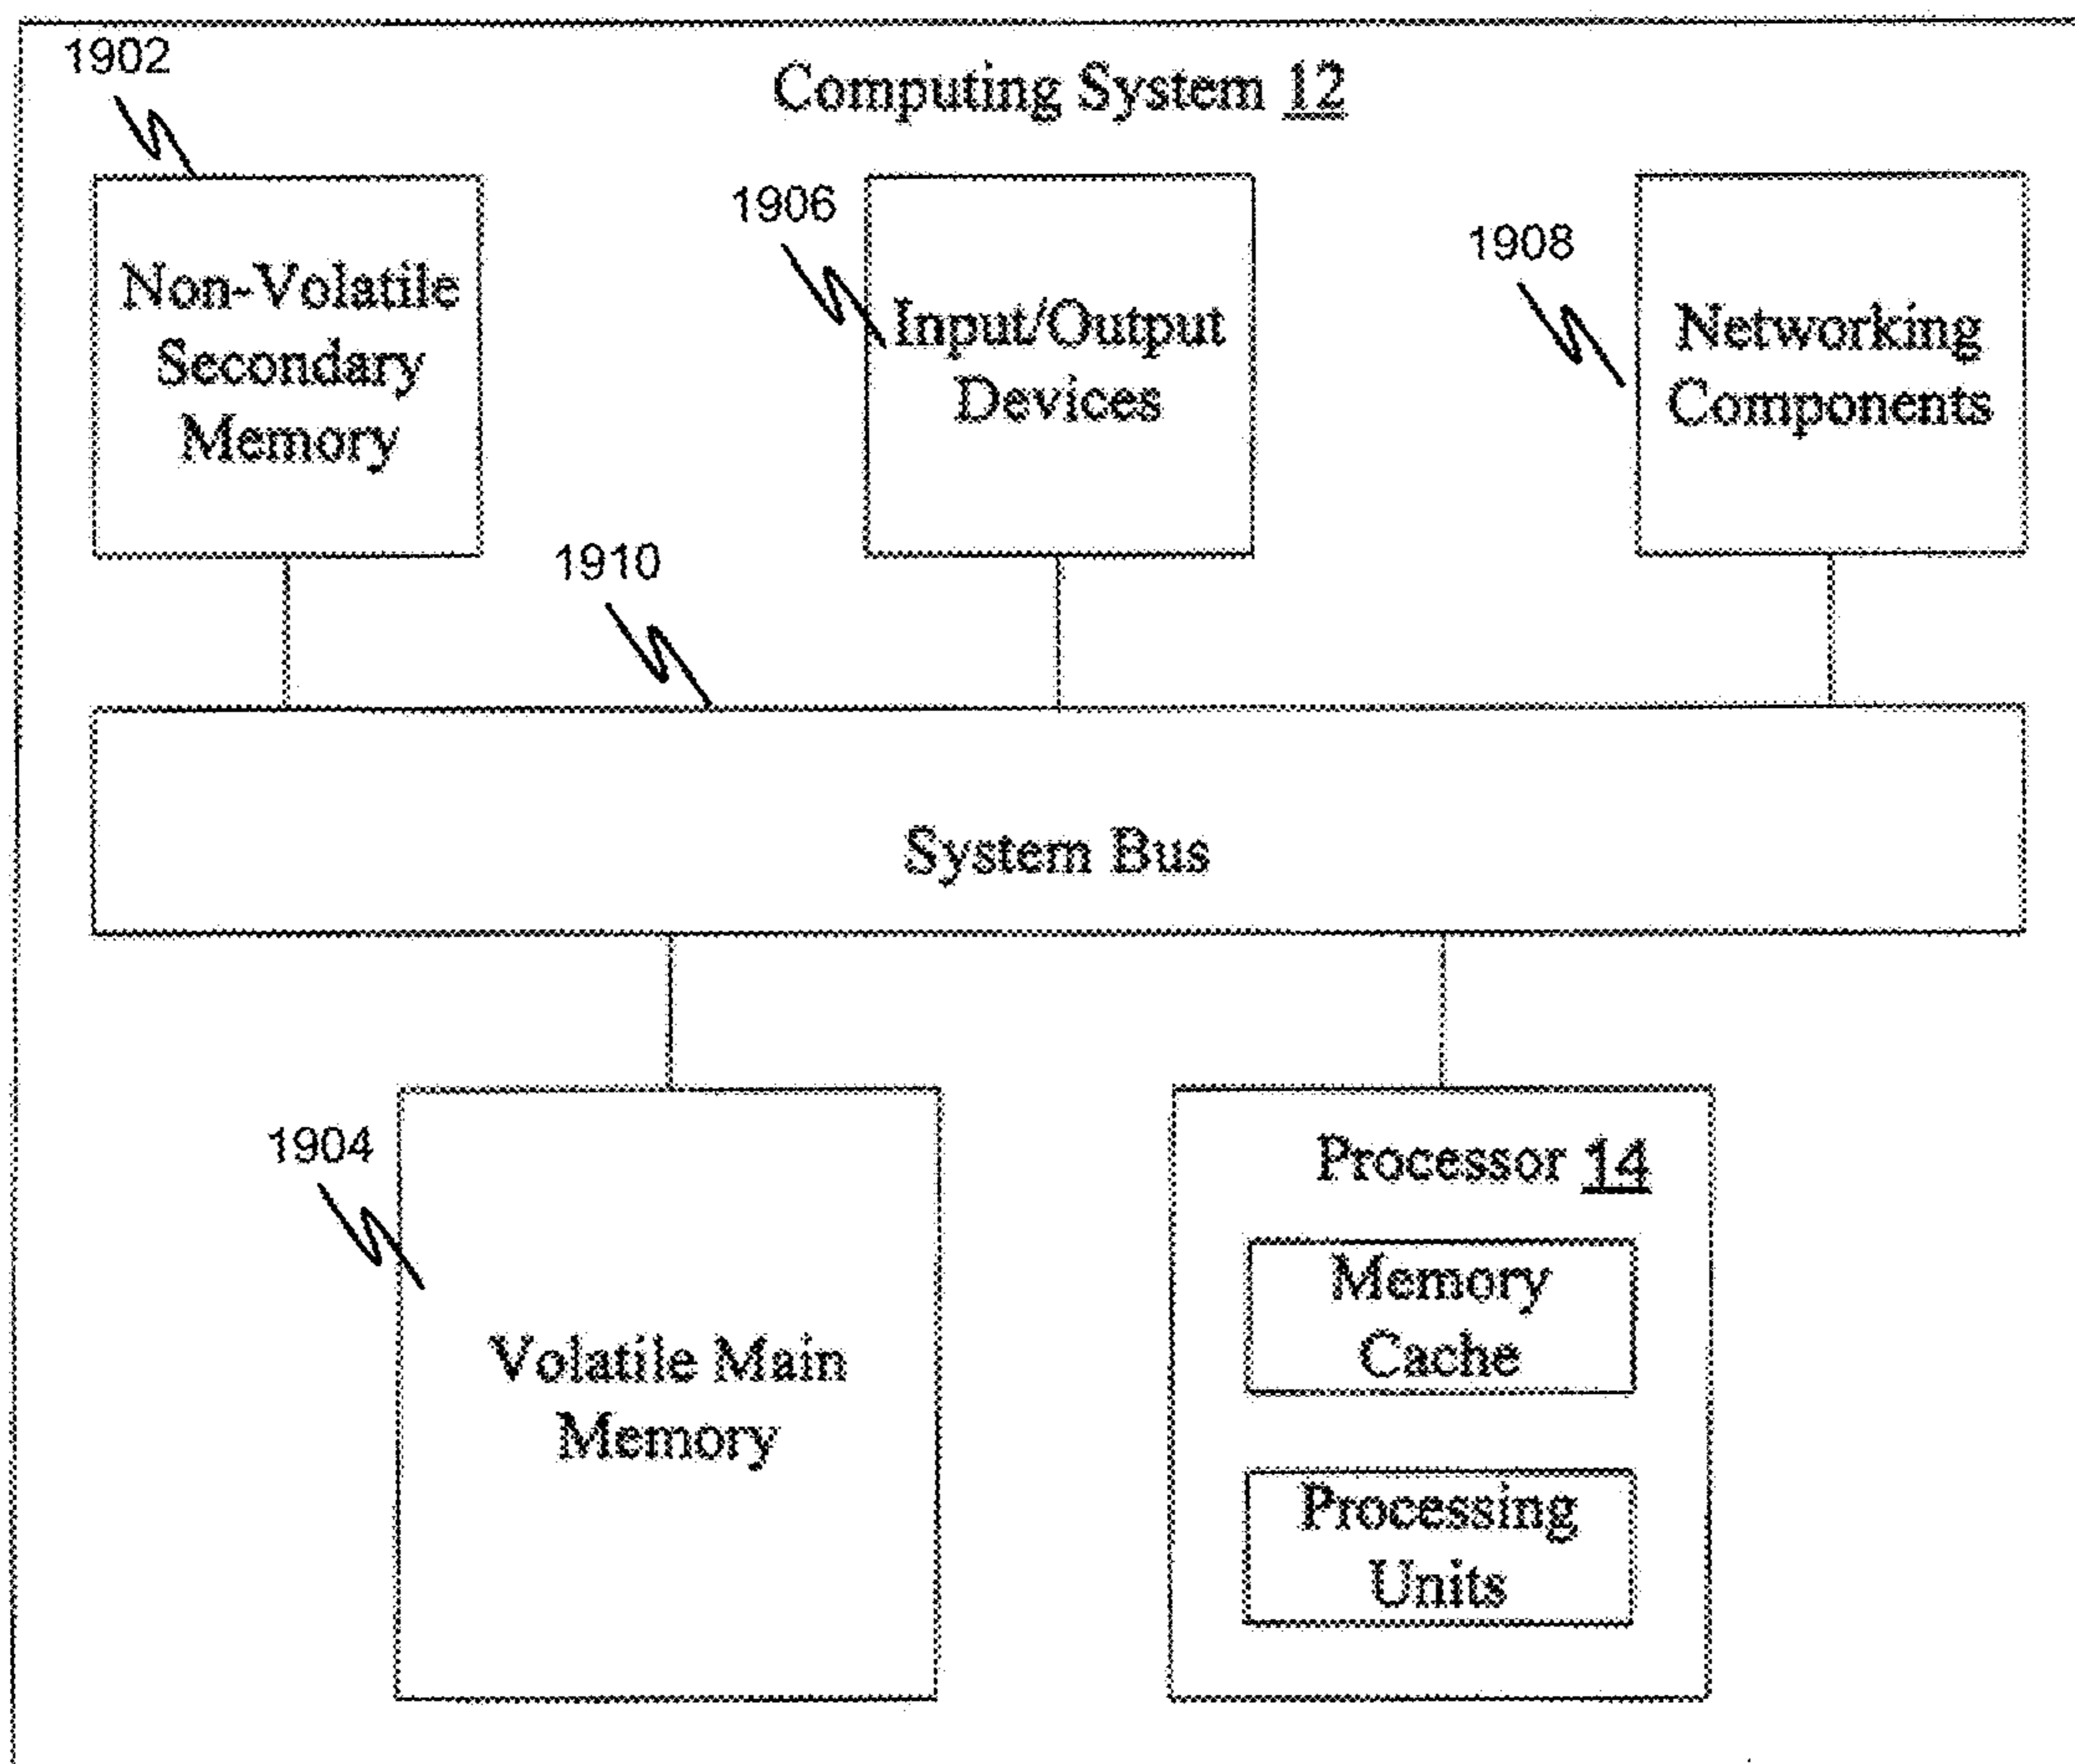 1902
Computing System 12
1906
1908
Non-Volatile
Secondary
Memory
Input/Output
Devices
Networking
Components
1910
System Bus
1904
Volatile Main
Memory
Processor 14
Memory
Cache
Processing
Units